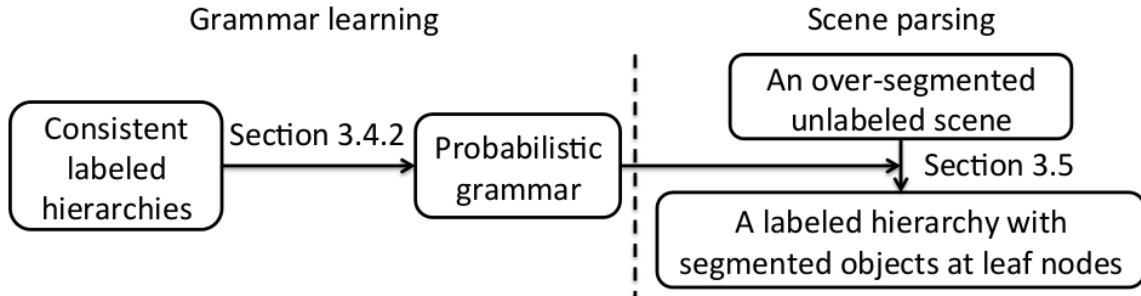 Grammar learning
Scene parsing
Consistent
labeled
hierarchies
Section 3.4.2
Probabilistic
grammar
An over-segmented
unlabeled scene
Section 3.5
A labeled hierarchy with
segmented objects at leaf nodes